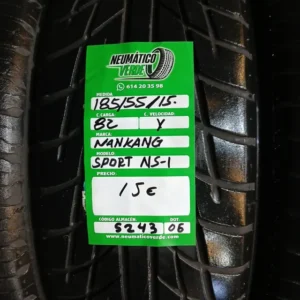 NEUMÁTICO
VERDE
614 20 35 98
MEDIDA:
185/55/15.
C. CARGA: C. VELOCIDAD:
82 V
MARCA:
NANKANG
MODELO:
SPORT NS-1
PRECIO:
15€
CÓDIGO ALMACÉN: DOT
5243 06
www.neumaticoverde.com